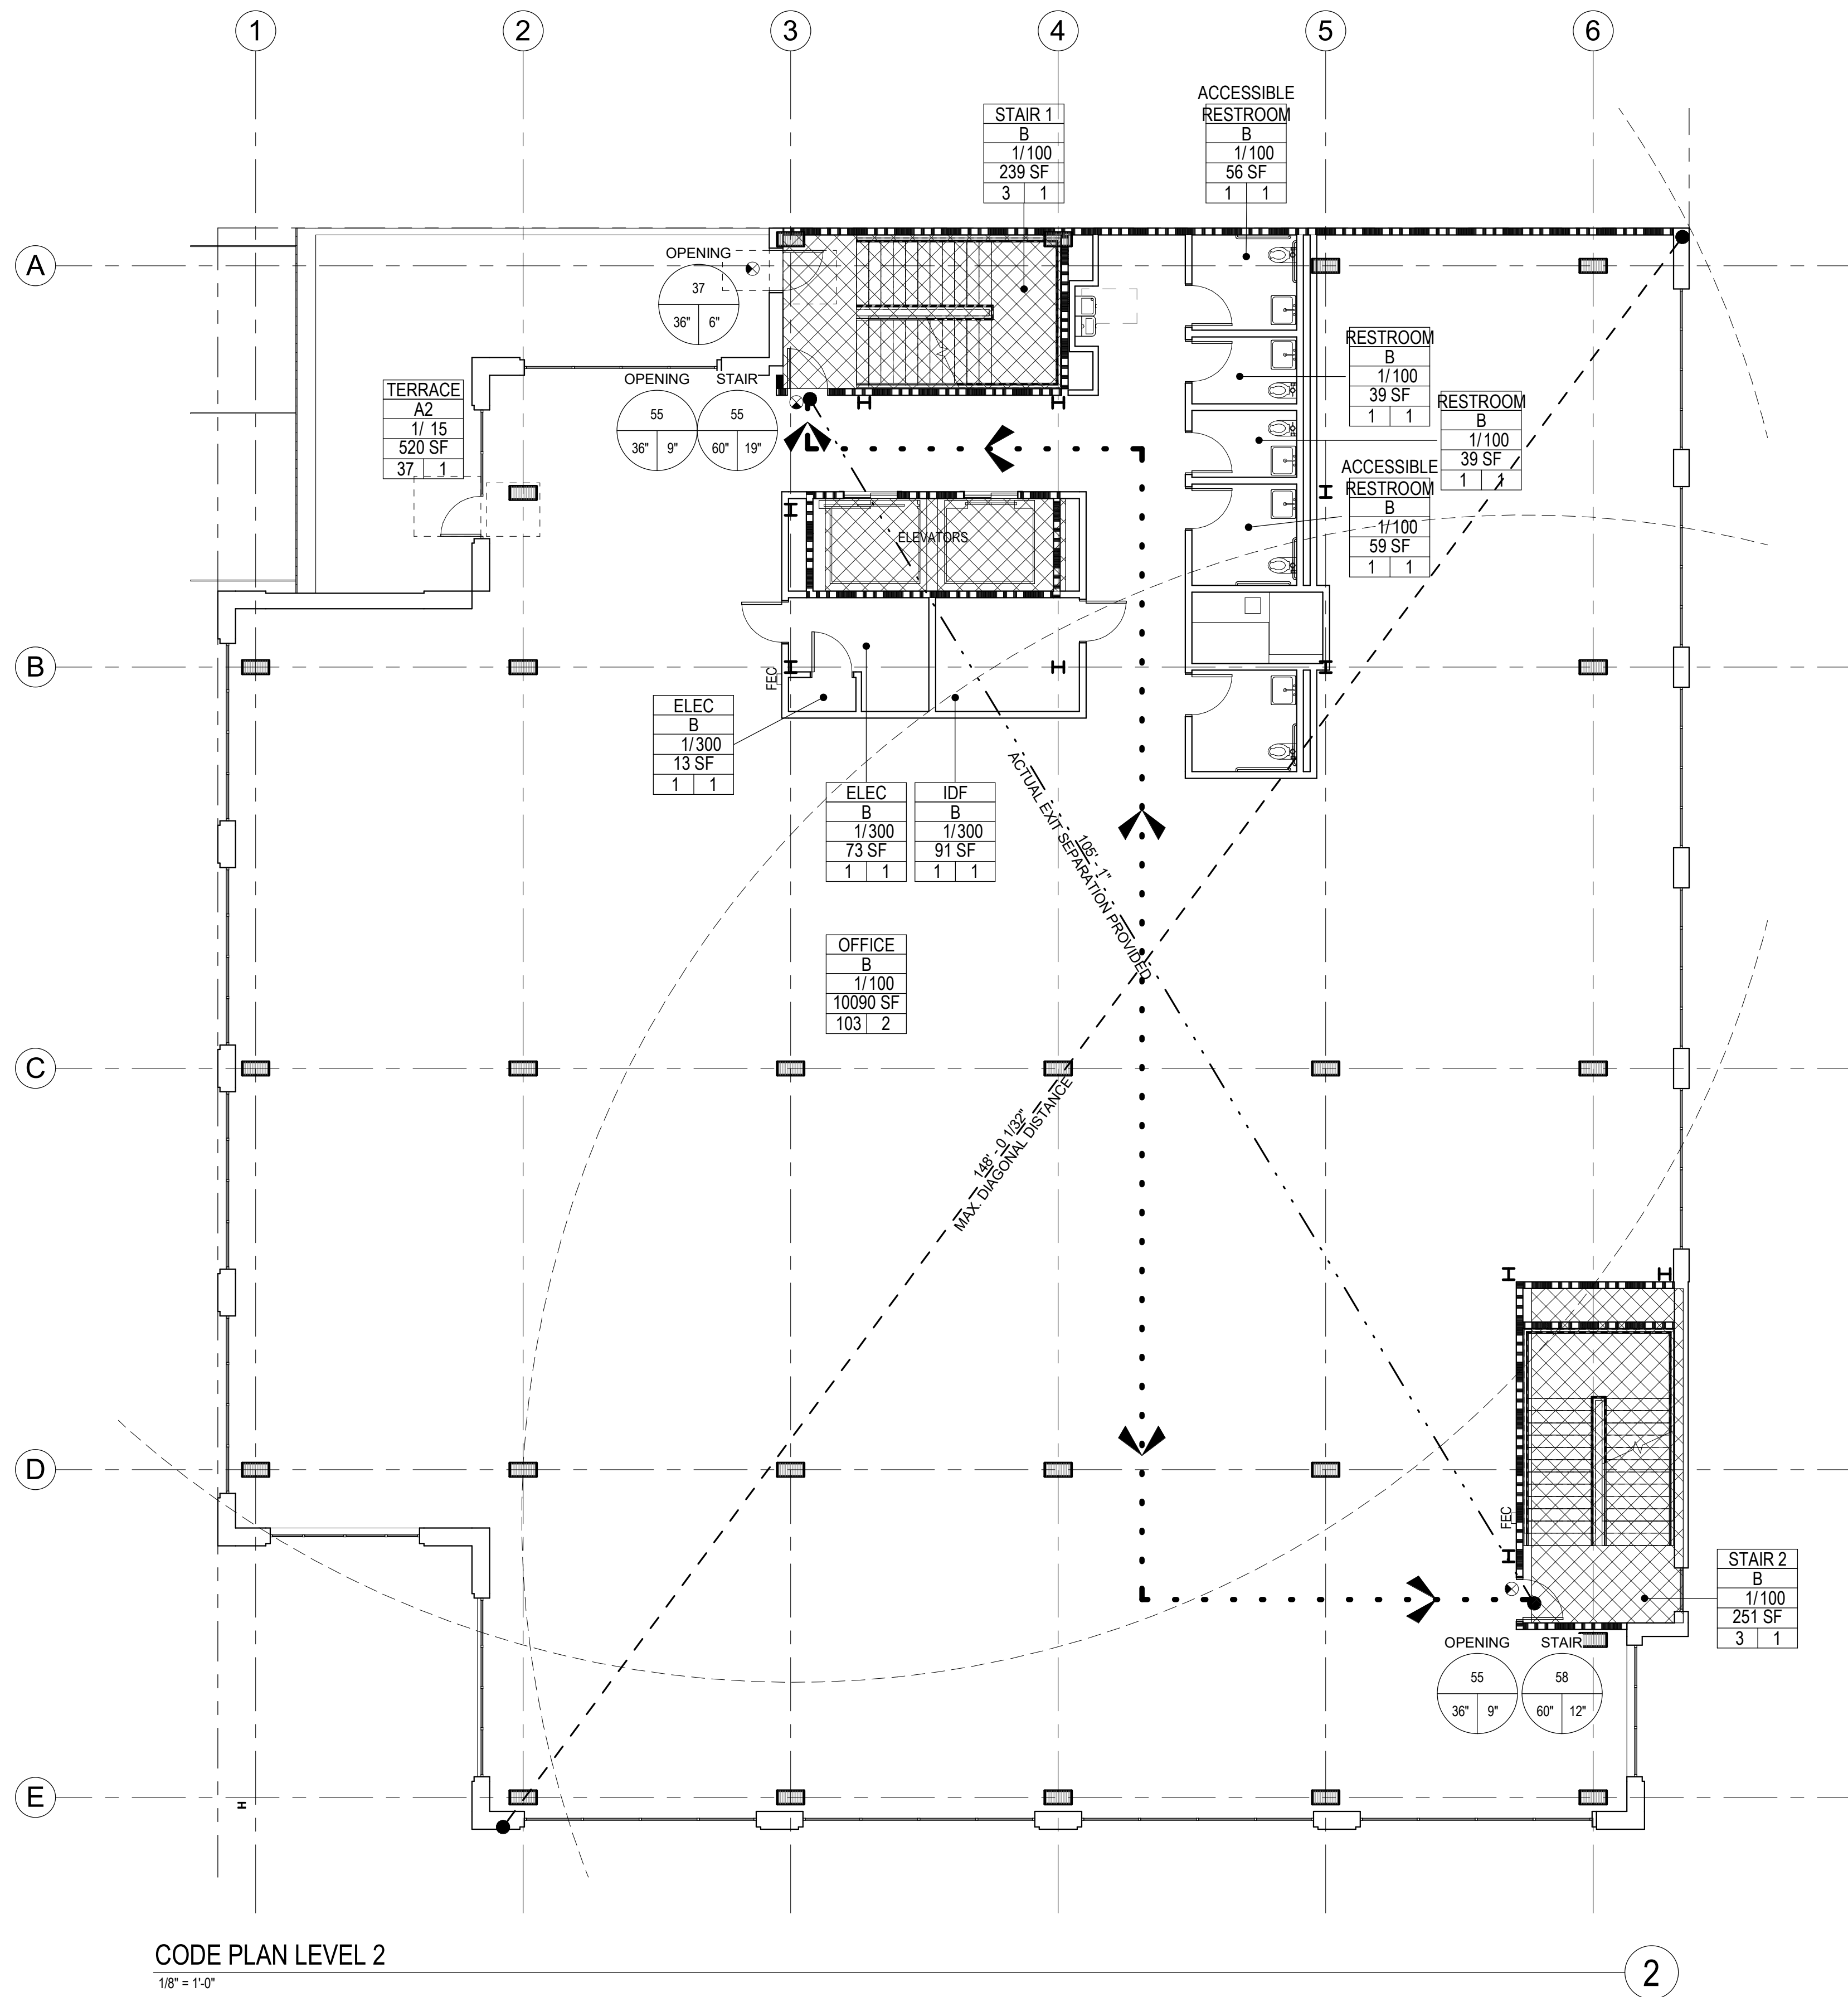 1
2
3
4
5
6
A
B
C
D
E
STAIR 1
B
1/100
239 SF
3 1
ACCESSIBLE
RESTROOM
B
1/100
56 SF
1 1
OPENING
37
36" 6"
OPENING
55
36" 9"
STAIR
55
60" 19"
TERRACE
A2
1/ 15
520 SF
37 1
RESTROOM
B
1/100
39 SF
1 1
RESTROOM
B
1/100
39 SF
1 1
ACCESSIBLE
RESTROOM
B
1/100
59 SF
1 1
ELEVATORS
FEC
ELEC
B
1/300
13 SF
1 1
ELEC
B
1/300
73 SF
1 1
IDF
B
1/300
91 SF
1 1
105' - 1"
ACTUAL EXIT SEPARATION PROVIDED
OFFICE
B
1/100
10090 SF
103 2
148' - 0 1/32"
MAX. DIAGONAL DISTANCE
FEC
STAIR 2
B
1/100
251 SF
3 1
OPENING
55
36" 9"
STAIR
58
60" 12"
CODE PLAN LEVEL 2
1/8" = 1'-0"
2